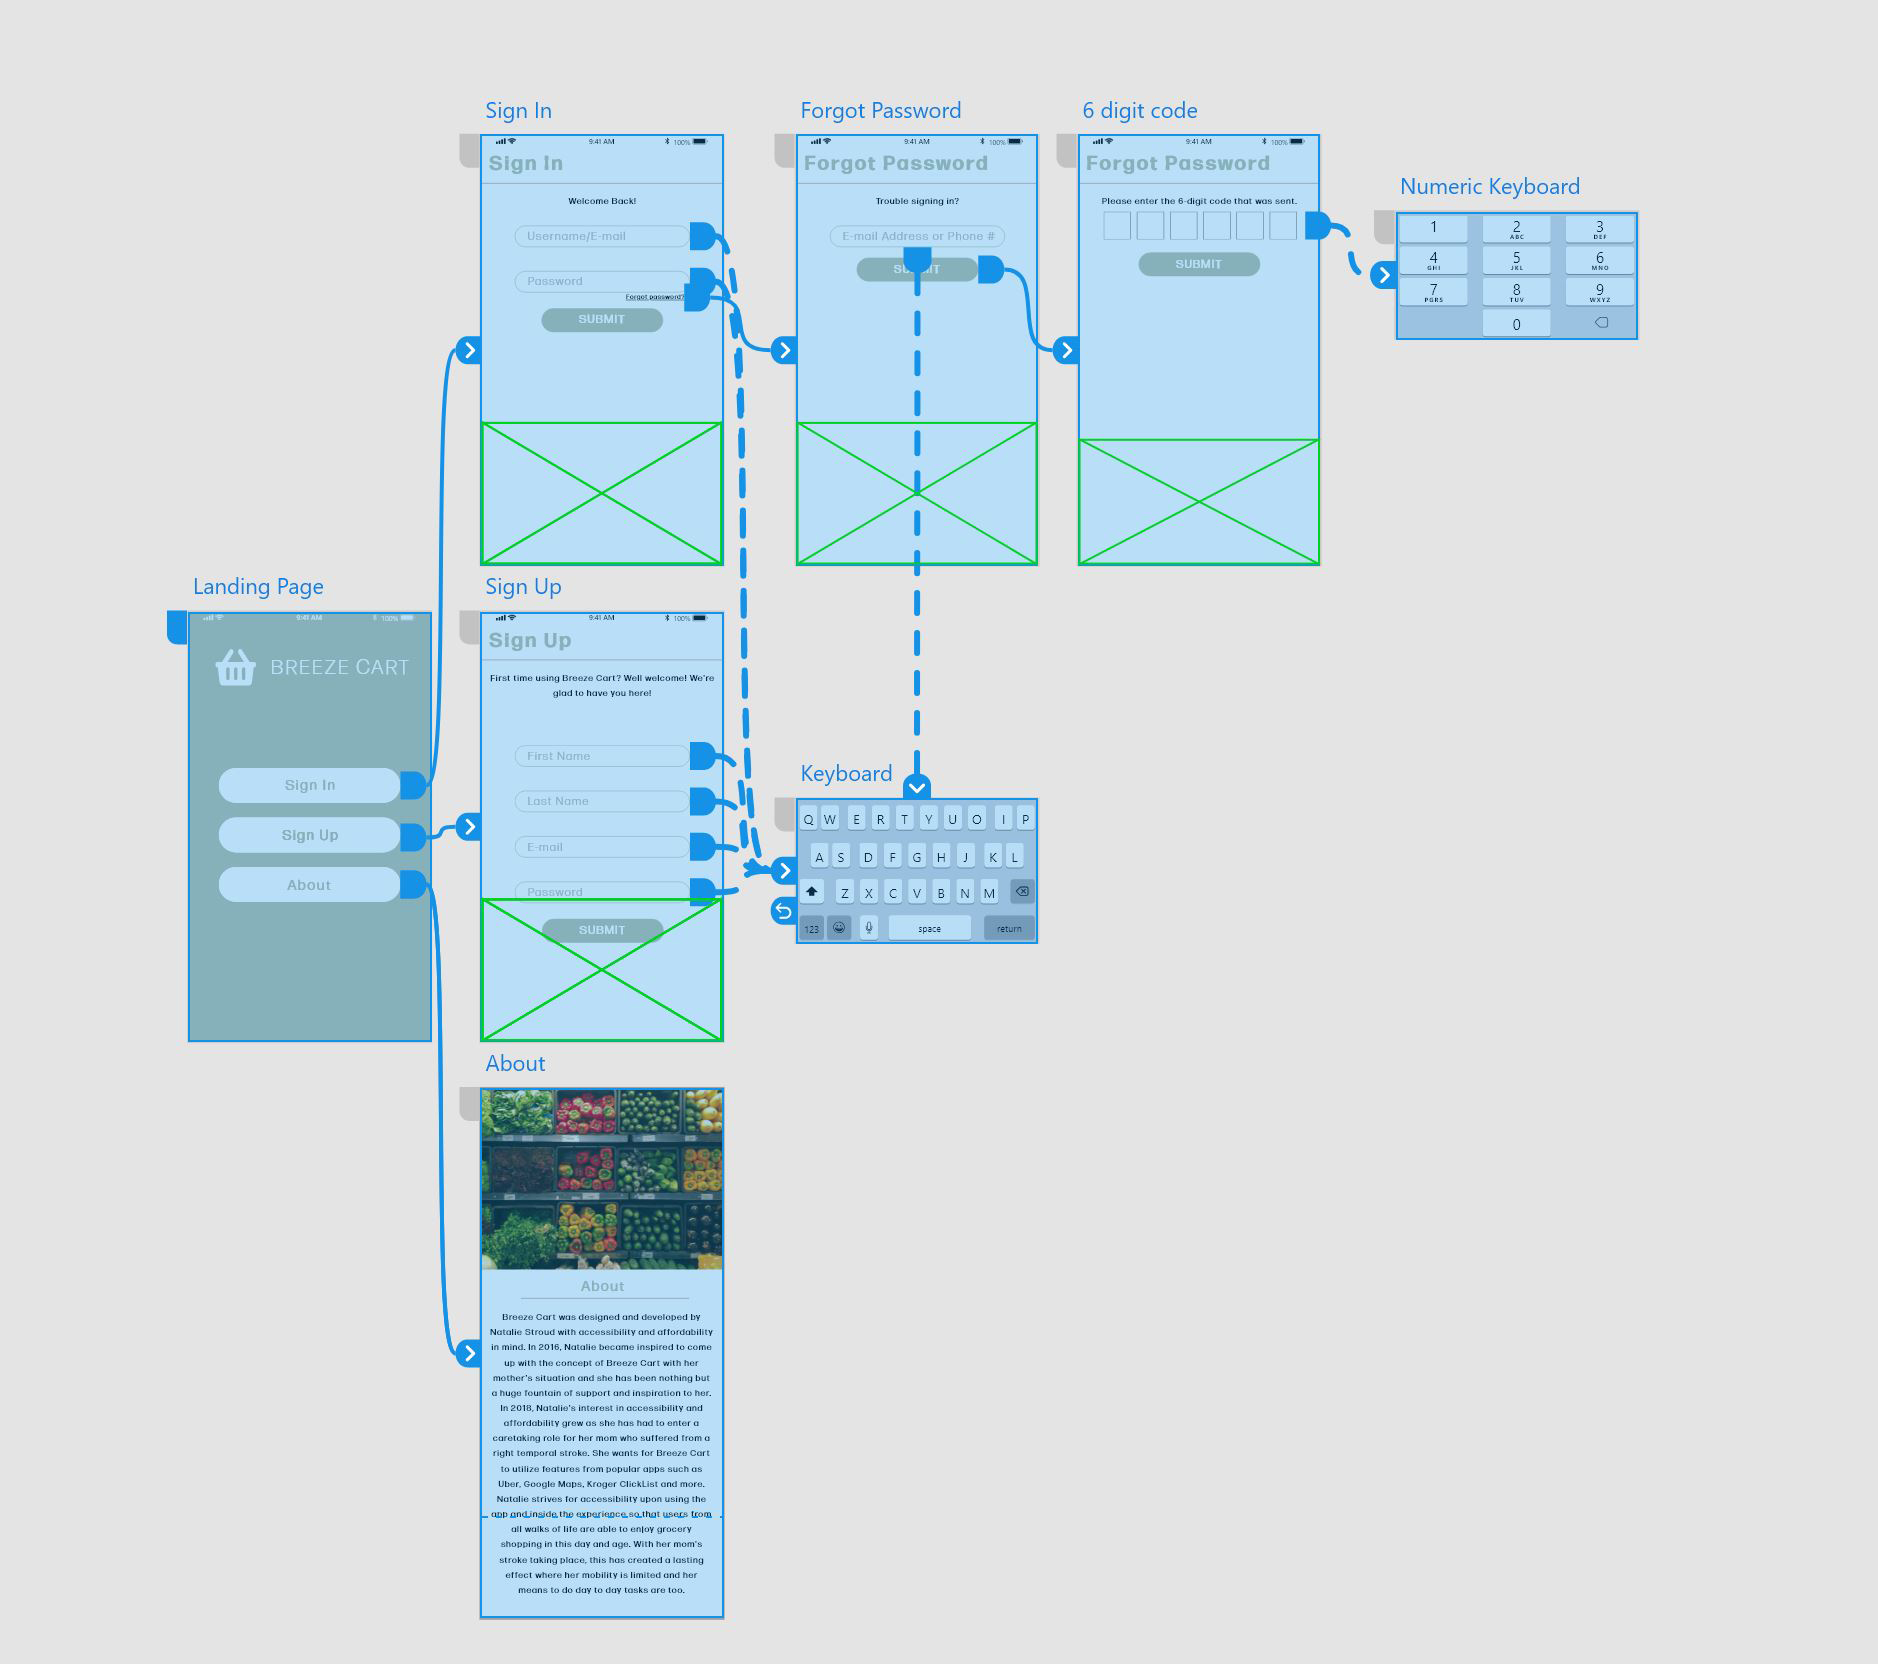 Sign In
9:41 AM
100%
Sign In
Welcome Back!
Username/E-mail
Password
Forgot password?
SUBMIT
Forgot Password
9:41 AM
100%
Forgot Password
Trouble signing in?
E-mail Address or Phone #
SUBMIT
6 digit code
9:41 AM
100%
Forgot Password
Please enter the 6-digit code that was sent.
SUBMIT
Numeric Keyboard
1 2 3
ABC DEF
4 5 6
GHI JKL MNO
7 8 9
PGRS TUV WXYZ
0
Landing Page
9:41 AM
100%
BREEZE CART
Sign In
Sign Up
About
Sign Up
9:41 AM
100%
Sign Up
First time using Breeze Cart? Well welcome! We're
glad to have you here!
First Name
Last Name
E-mail
Password
SUBMIT
Keyboard
Q W E R T Y U O I P
A S D F G H J K L
Z X C V B N M
123 space return
About
About
Breeze Cart was designed and developed by
Natalie Stroud with accessibility and affordability
in mind. In 2016, Natalie became inspired to come
up with the concept of Breeze Cart with her
mother's situation and she has been nothing but
a huge fountain of support and inspiration to her.
In 2018, Natalie's interest in accessibility and
affordability grew as she has had to enter a
caretaking role for her mom who suffered from a
right temporal stroke. She wants for Breeze Cart
to utilize features from popular apps such as
Uber, Google Maps, Kroger ClickList and more.
Natalie strives for accessibility upon using the
app and inside the experience so that users from
all walks of life are able to enjoy grocery
shopping in this day and age. With her mom's
stroke taking place, this has created a lasting
effect where her mobility is limited and her
means to do day to day tasks are too.